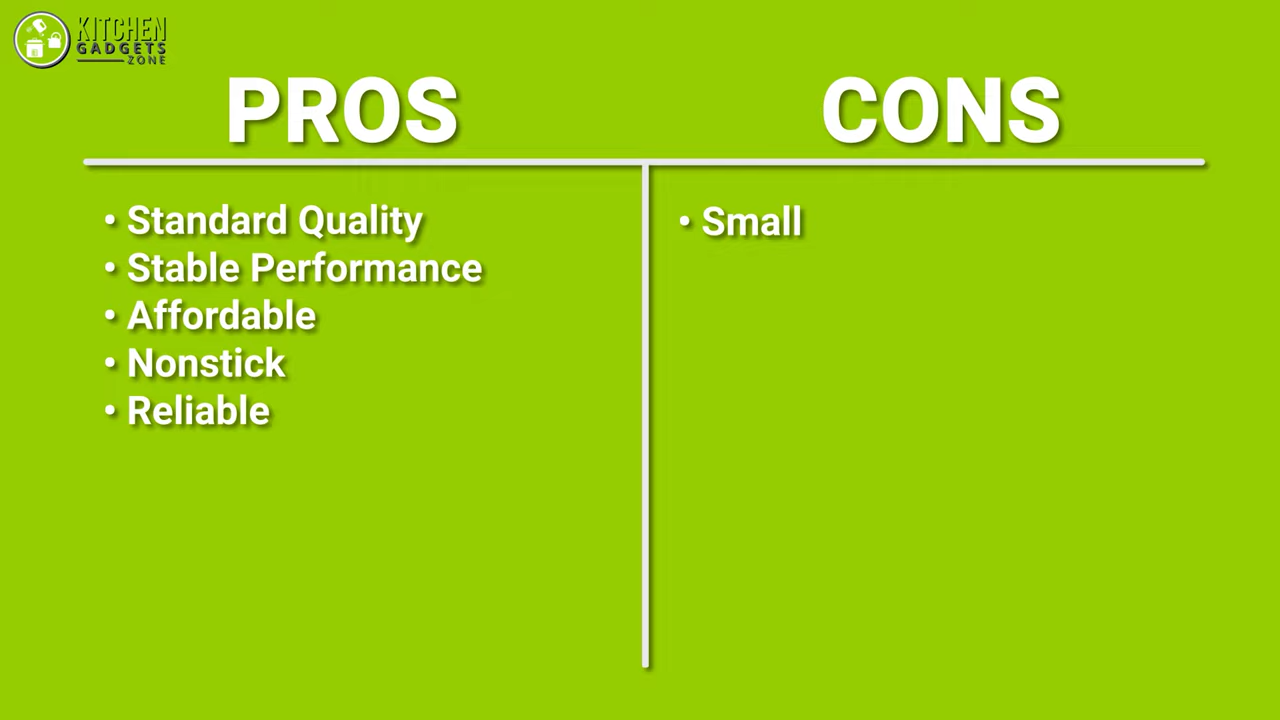 KITCHEN
GADGETS
ZONE
PROS
CONS
• Standard Quality
• Stable Performance
• Affordable
• Nonstick
• Reliable
• Small